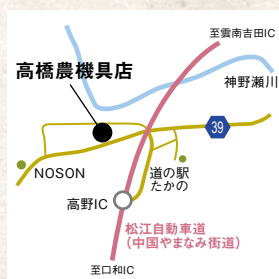 至雲南吉田IC
高橋農機具店
神野瀬川
39
NOSON
道の駅
たかの
高野IC
松江自動車道
（中国やまなみ街道）
至口和IC